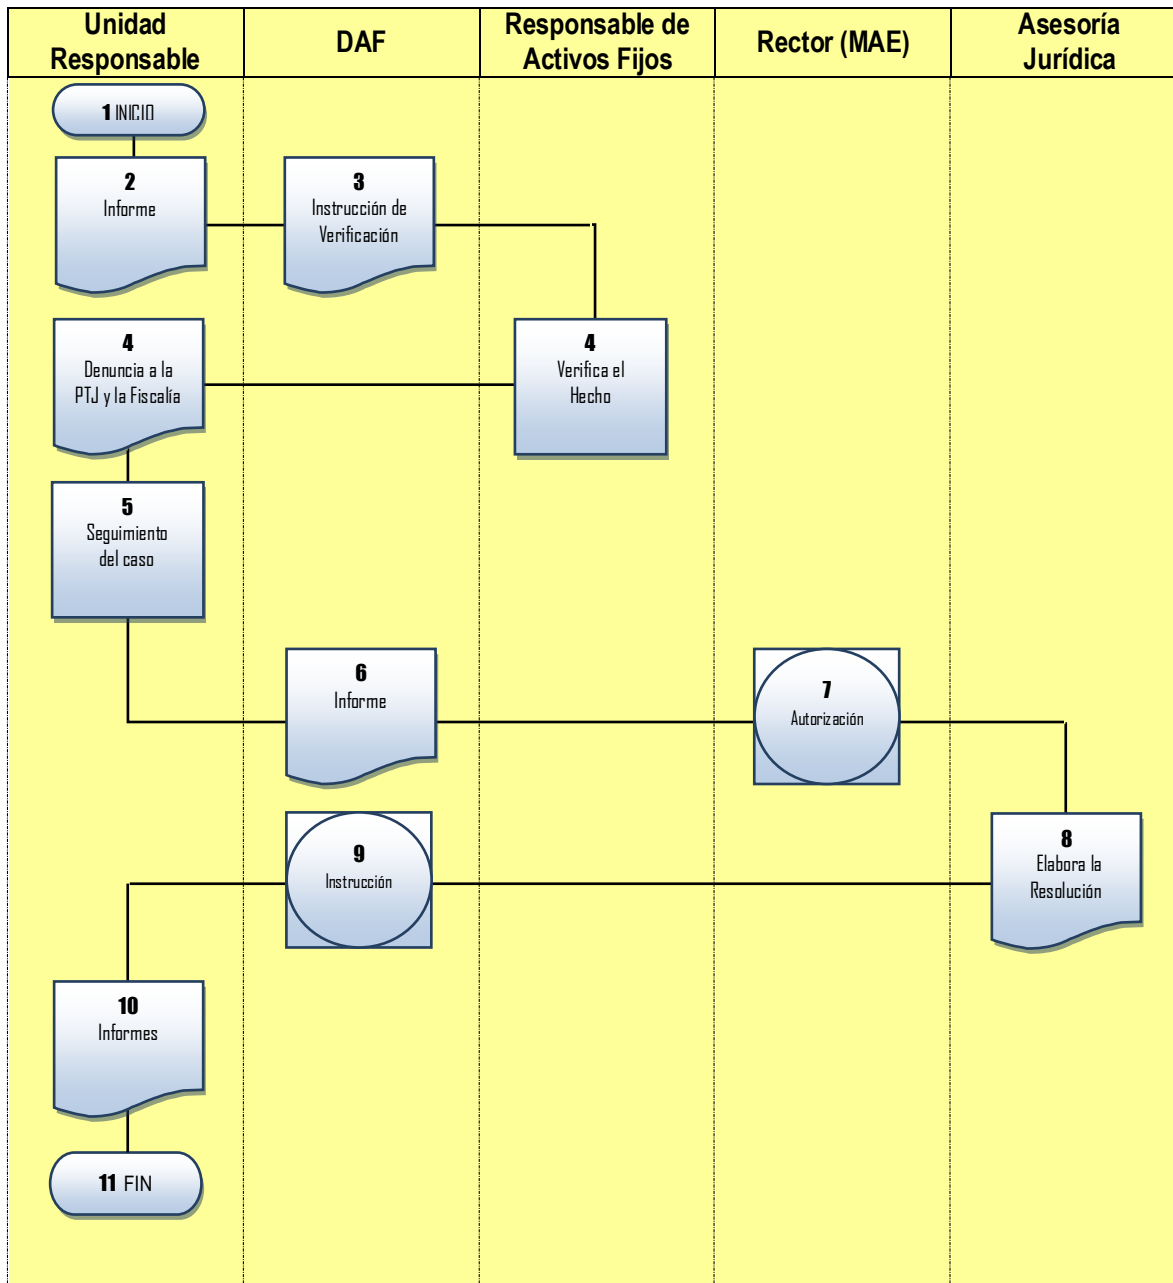 Unidad
Responsable
DAF
Responsable de
Activos Fijos
Rector (MAE)
Asesoría
Jurídica
1 INICIO
2
Informe
3
Instrucción de
Verificación
4
Denuncia a la
PTJ y la Fiscalía
4
Verifica el
Hecho
5
Seguimiento
del caso
6
Informe
7
Autorización
8
Elabora la
Resolución
9
Instrucción
10
Informes
11 FIN